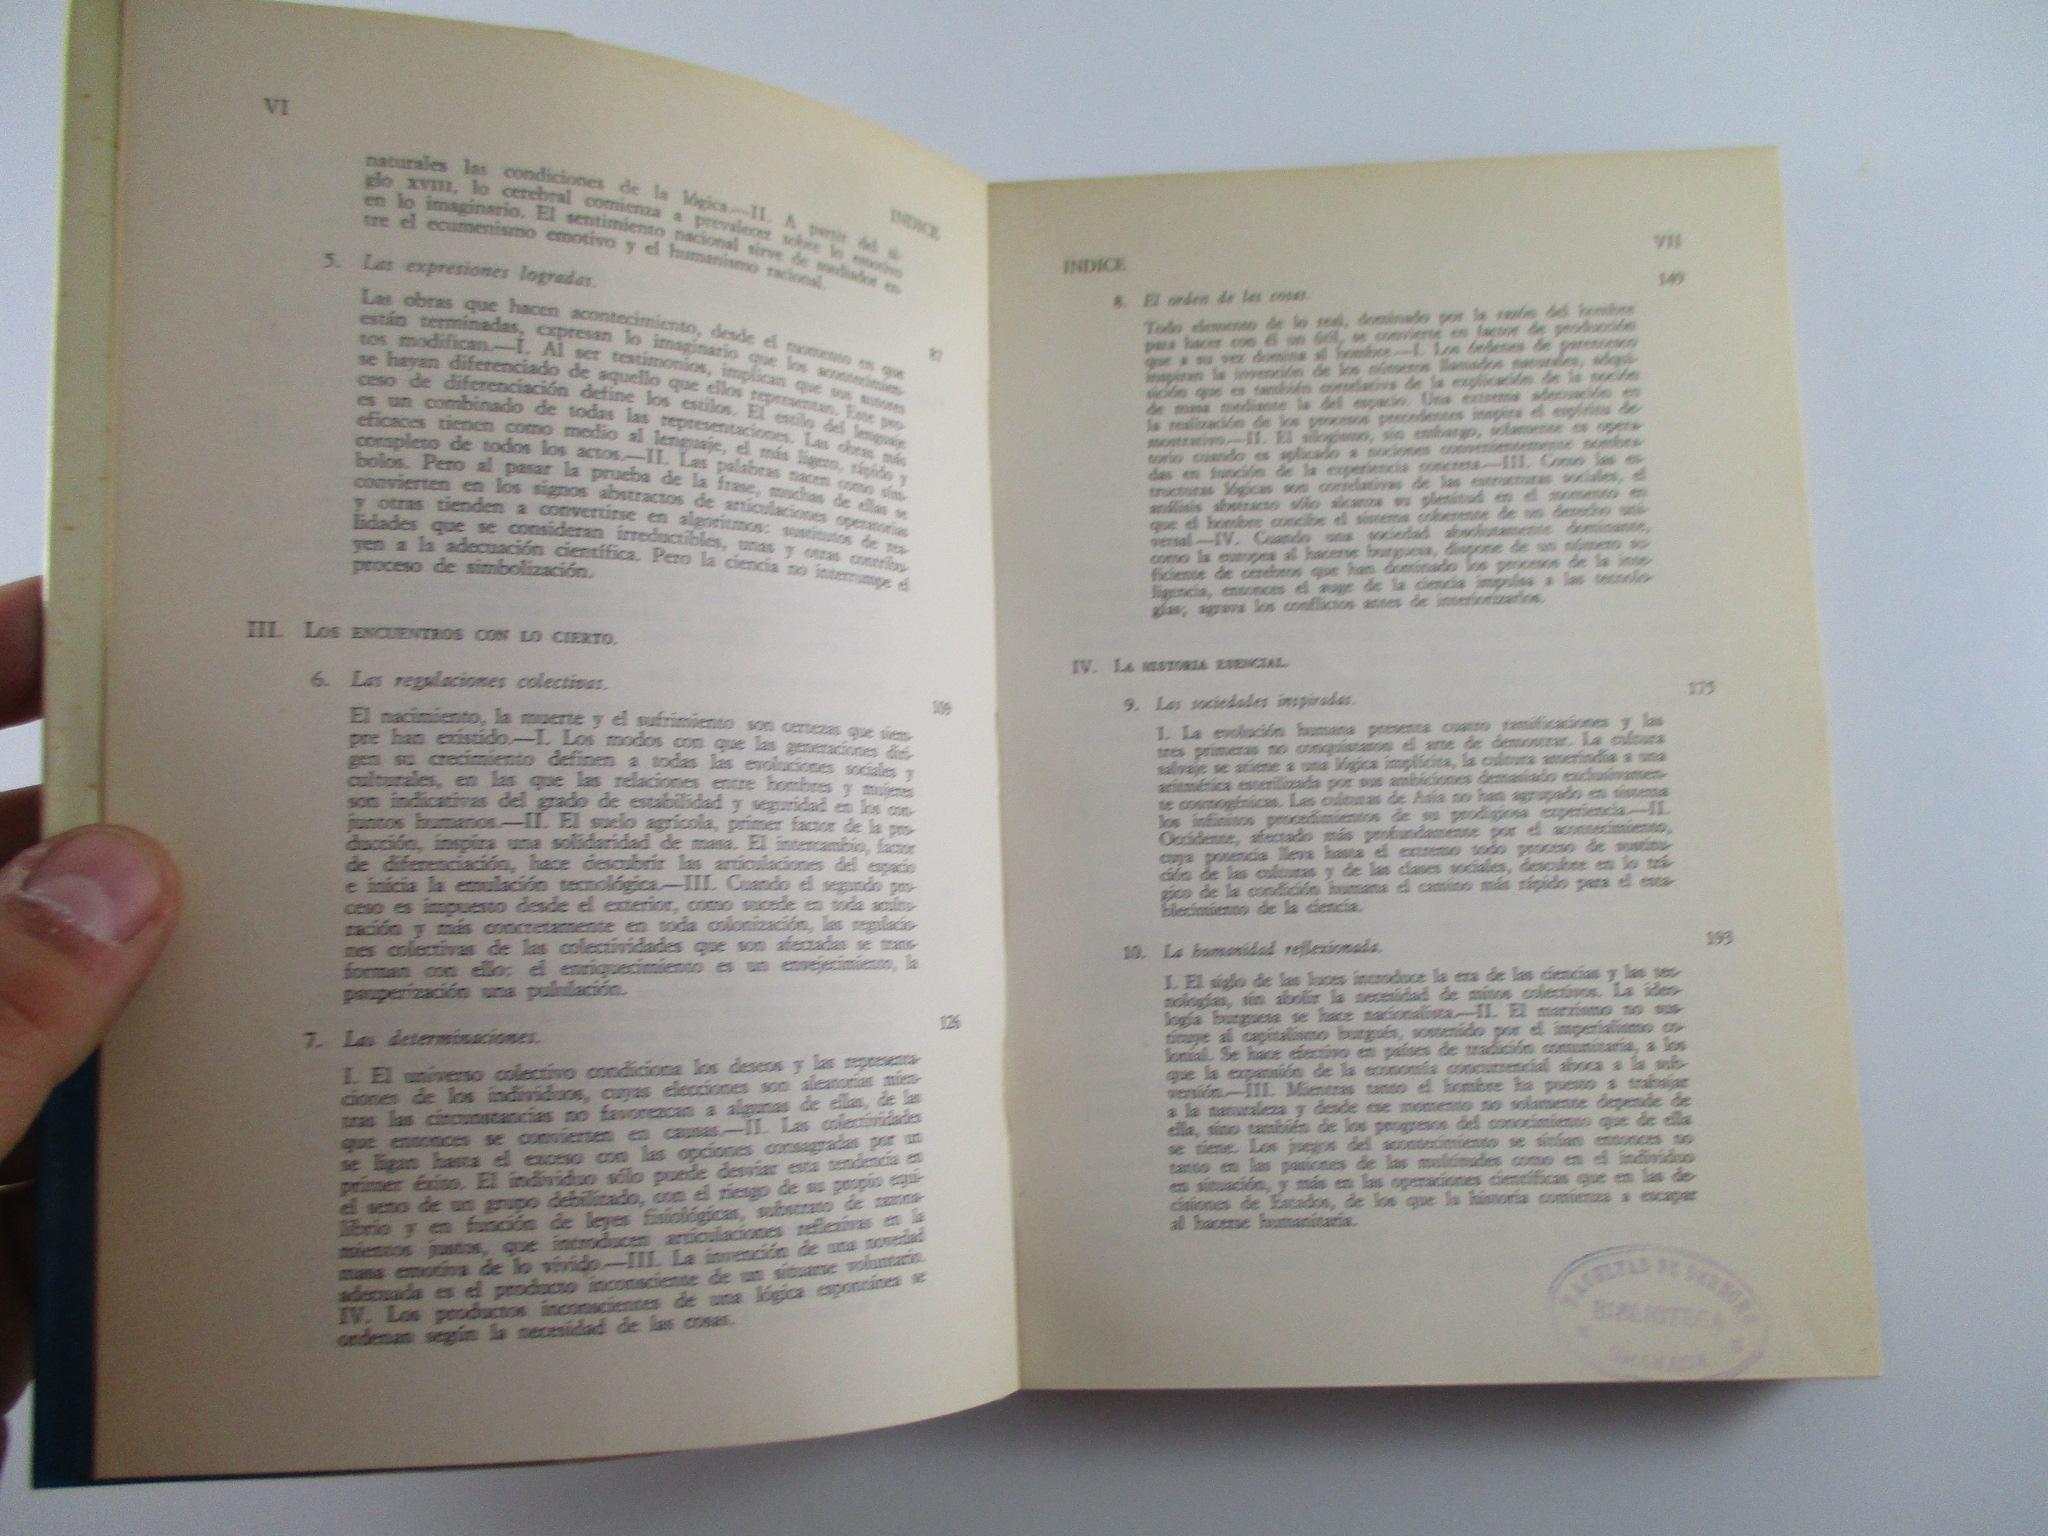 VI
INDICE
naturales las condiciones de la lógica.—II. A partir del si-
glo XVIII, lo cerebral comienza a prevalecer sobre lo emotivo
en lo imaginario. El sentimiento nacional sirve de mediador en-
tre el ecumenismo emotivo y el humanismo racional.
5. Las expresiones logradas.
87
Las obras que hacen acontecimiento, desde el momento en que
están terminadas, expresan lo imaginario que los acontecimien-
tos modifican.—I. Al ser testimonios, implican que sus autores
se hayan diferenciado de aquello que ellos representan. Este pro-
ceso de diferenciación define los estilos. El estilo del lenguaje
es un combinado de todas las representaciones. Las obras más
eficaces tienen como medio al lenguaje, el más ligero, rápido y
completo de todos los actos.—II. Las palabras nacen como sím-
bolos. Pero al pasar la prueba de la frase, muchas de ellas se
convierten en los signos abstractos de articulaciones operatorias
y otras tienden a convertirse en algoritmos: sustitutos de rea-
lidades que se consideran irreductibles, unas y otras contribu-
yen a la adecuación científica. Pero la ciencia no interrumpe el
proceso de simbolización.
III. LOS ENCUENTROS CON LO CIERTO.
6. Las regulaciones colectivas.
109
El nacimiento, la muerte y el sufrimiento son certezas que siem-
pre han existido.—I. Los modos con que las generaciones diri-
gen su crecimiento definen a todas las evoluciones sociales y
culturales, en las que las relaciones entre hombres y mujeres
son indicativas del grado de estabilidad y seguridad en los con-
juntos humanos.—II. El suelo agrícola, primer factor de la pro-
ducción, inspira una solidaridad de masa. El intercambio, factor
de diferenciación, hace descubrir las articulaciones del espacio
e inicia la emulación tecnológica.—III. Cuando el segundo pro-
ceso es impuesto desde el exterior, como sucede en toda acultu-
ración y más concretamente en toda colonización, las regulacio-
nes colectivas de las colectividades que son afectadas se trans-
forman con ello: el enriquecimiento es un envejecimiento, la
pauperización una pululación.
7. Las determinaciones.
126
I. El universo colectivo condiciona los deseos y las representa-
ciones de los individuos, cuyas elecciones son aleatorias mien-
tras las circunstancias no favorezcan a algunas de ellas, de las
que entonces se convierten en causas.—II. Las colectividades
se ligan hasta el exceso con las opciones consagradas por un
primer éxito. El individuo sólo puede desviar esta tendencia en
el seno de un grupo debilitado, con el riesgo de su propio equi-
librio y en función de leyes fisiológicas, substrato de razona-
mientos justos, que introducen articulaciones reflexivas en la
masa emotiva de lo vivido.—III. La invención de una novedad
adecuada es el producto inconsciente de un situarse voluntario.
IV. Los productos inconscientes de una lógica espontánea se
ordenan según la necesidad de las cosas.
INDICE
VII
8. El orden de las cosas.
149
Todo elemento de lo real, dominado por la razón del hombre
para hacer con él un útil, se convierte en factor de producción
que a su vez domina al hombre.—I. Los órdenes de parentesco
inspiran la invención de los números llamados naturales, adqui-
sición que es también correlativa de la explicación de la noción
de masa mediante la del espacio. Una extrema adecuación en
la realización de los procesos precedentes inspira el espíritu de-
mostrativo.—II. El silogismo, sin embargo, solamente es opera-
torio cuando es aplicado a nociones convenientemente nombra-
das en función de la experiencia concreta.—III. Como las es-
tructuras lógicas son correlativas de las estructuras sociales, el
análisis abstracto sólo alcanza su plenitud en el momento en
que el hombre concibe el sistema coherente de un derecho uni-
versal.—IV. Cuando una sociedad absolutamente dominante,
como la europea al hacerse burguesa, dispone de un número su-
ficiente de cerebros que han dominado los procesos de la inte-
ligencia, entonces el auge de la ciencia impulsa a las tecnolo-
gías; agrava los conflictos antes de interiorizarlos.
IV. LA HISTORIA ESENCIAL.
9. Las sociedades inspiradas.
175
I. La evolución humana presenta cuatro ramificaciones y las
tres primeras no conquistaron el arte de demostrar. La cultura
salvaje se atiene a una lógica implícita, la cultura amerindia a una
aritmética esterilizada por sus ambiciones demasiado exclusivamen-
te cosmogénicas. Las culturas de Asia no han agrupado en sistema
los infinitos procedimientos de su prodigiosa experiencia.—II.
Occidente, afectado más profundamente por el acontecimiento,
cuya potencia lleva hasta el extremo todo proceso de sustitu-
ción de las culturas y de las clases sociales, descubre en lo trá-
gico de la condición humana el camino más rápido para el esta-
blecimiento de la ciencia.
10. La humanidad reflexionada.
193
I. El siglo de las luces introduce la era de las ciencias y las tec-
nologías, sin abolir la necesidad de mitos colectivos. La ideo-
logía burguesa se hace nacionalista.—II. El marxismo no sus-
tituye al capitalismo burgués, sostenido por el imperialismo co-
lonial. Se hace efectivo en países de tradición comunitaria, a los
que la expansión de la economía concurrencial aboca a la sub-
versión.—III. Mientras tanto el hombre ha puesto a trabajar
a la naturaleza y desde ese momento no solamente depende de
ella, sino también de los progresos del conocimiento que de ella
se tiene. Los juegos del acontecimiento se sitúan entonces no
tanto en las pasiones de las multitudes como en el individuo
en situación, y más en las operaciones científicas que en las de-
cisiones de Estados, de los que la historia comienza a escapar
al hacerse humanitaria.
FACULTAD DE DERECHO
BIBLIOTECA
GRANADA